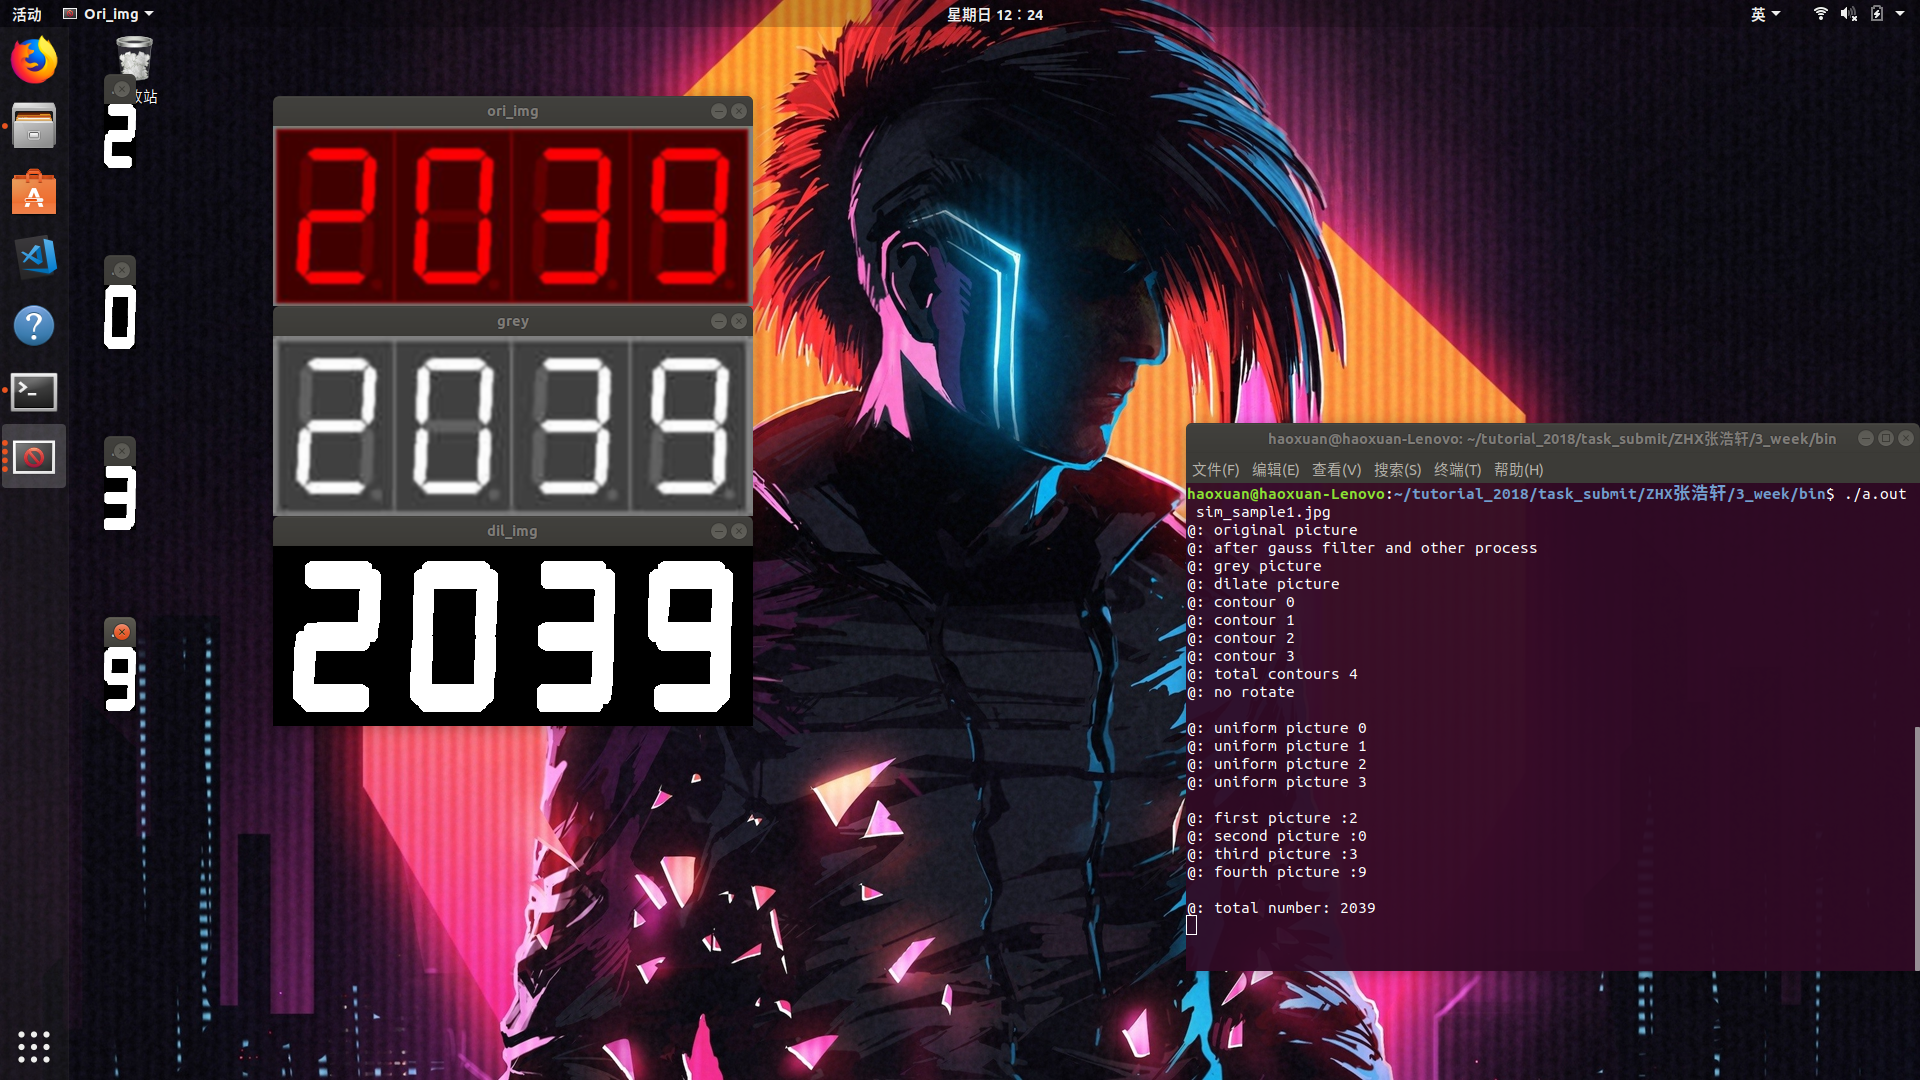 活动 Ori_img 星期日 12:24 英
ori_img
2039
grey
2039
dil_img
2039
2
0
3
9
haoxuan@haoxuan-Lenovo: ~/tutorial_2018/task_submit/ZHX张浩轩/3_week/bin
文件(F) 编辑(E) 查看(V) 搜索(S) 终端(T) 帮助(H)
haoxuan@haoxuan-Lenovo:~/tutorial_2018/task_submit/ZHX张浩轩/3_week/bin$ ./a.out
sim_sample1.jpg
@: original picture
@: after gauss filter and other process
@: grey picture
@: dilate picture
@: contour 0
@: contour 1
@: contour 2
@: contour 3
@: total contours 4
@: no rotate
@: uniform picture 0
@: uniform picture 1
@: uniform picture 2
@: uniform picture 3
@: first picture :2
@: second picture :0
@: third picture :3
@: fourth picture :9
@: total number: 2039